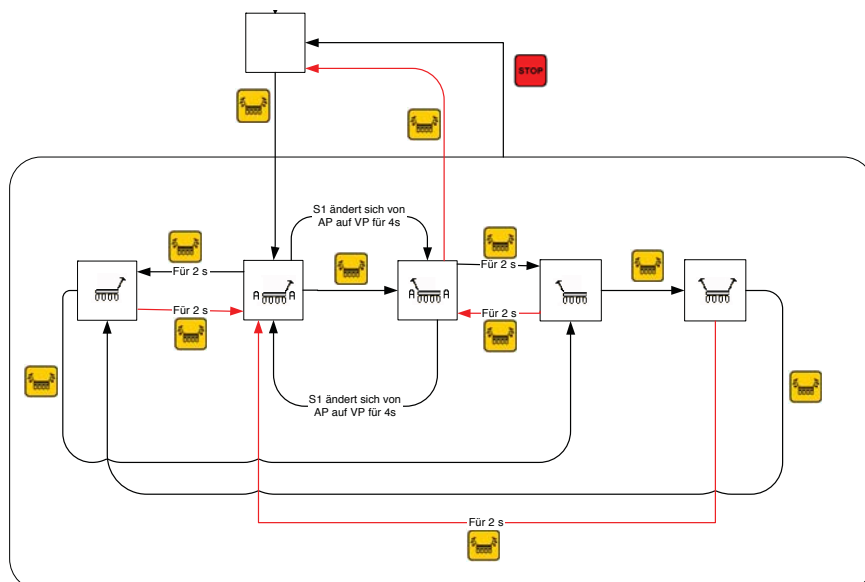 STOP
S1 ändert sich von
AP auf VP für 4s
Für 2 s
Für 2 s
Für 2 s
Für 2 s
A A
A A
S1 ändert sich von
AP auf VP für 4s
Für 2 s